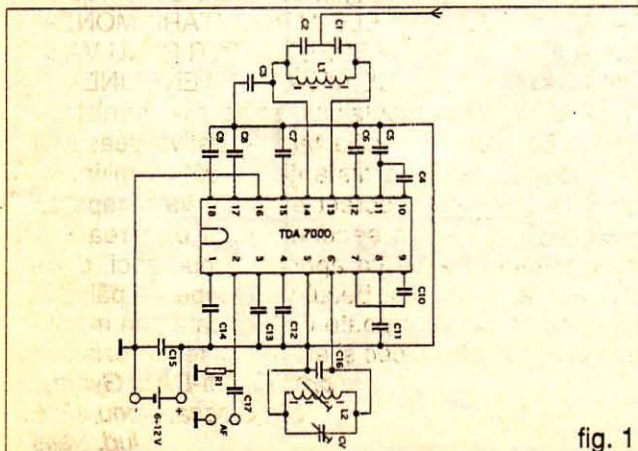 C2 C1
L1
C3
C9 C8 C7 C6 C5
C4
18 17 16 15 14 13 12 11 10
TDA 7000
1 2 3 4 5 6 7 8 9
C10
C14 C13 C12 C11
C15 C16
R1 L2
C17
- +
6-12V AF
fig. 1